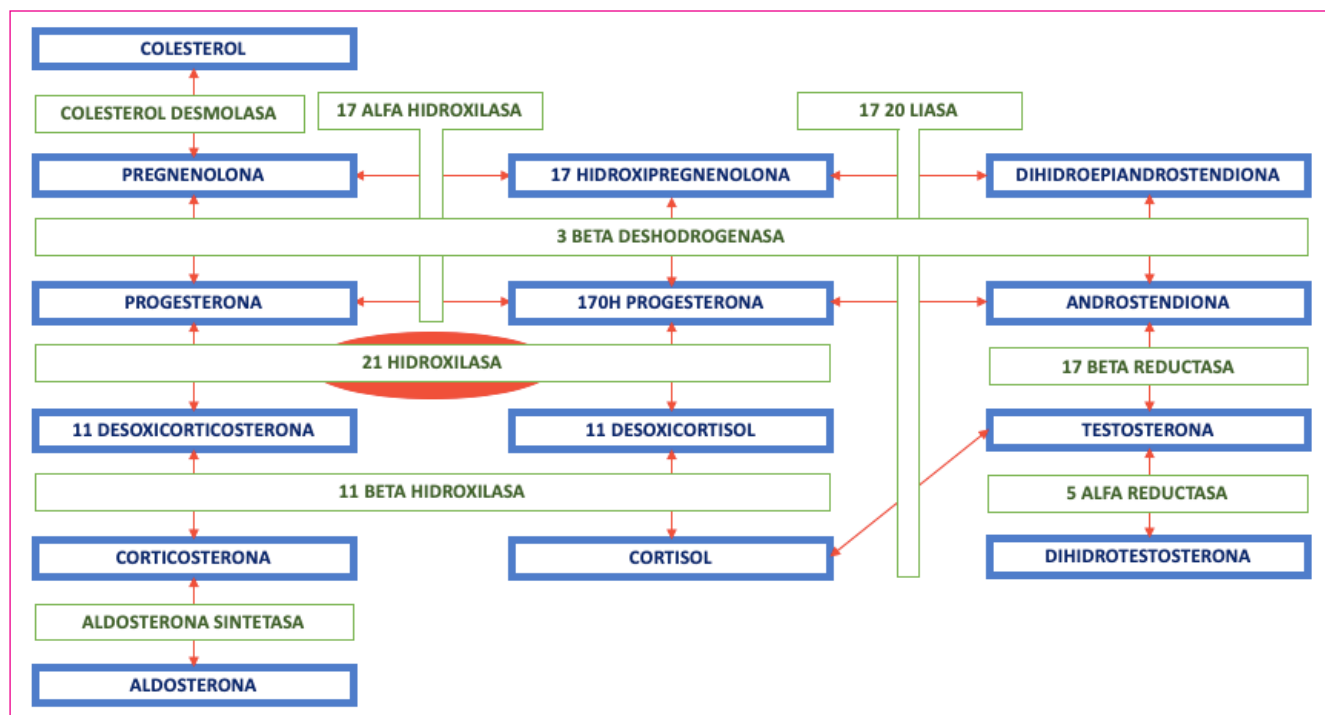 COLESTEROL
COLESTEROL DESMOLASA
17 ALFA HIDROXILASA
17 20 LIASA
PREGNENOLONA
17 HIDROXIPREGNENOLONA
DIHIDROEPIANDROSTENDIONA
3 BETA DESHODROGENASA
PROGESTERONA
170H PROGESTERONA
ANDROSTENDIONA
21 HIDROXILASA
17 BETA REDUCTASA
11 DESOXICORTICOSTERONA
11 DESOXICORTISOL
TESTOSTERONA
11 BETA HIDROXILASA
5 ALFA REDUCTASA
CORTICOSTERONA
CORTISOL
DIHIDROTESTOSTERONA
ALDOSTERONA SINTETASA
ALDOSTERONA